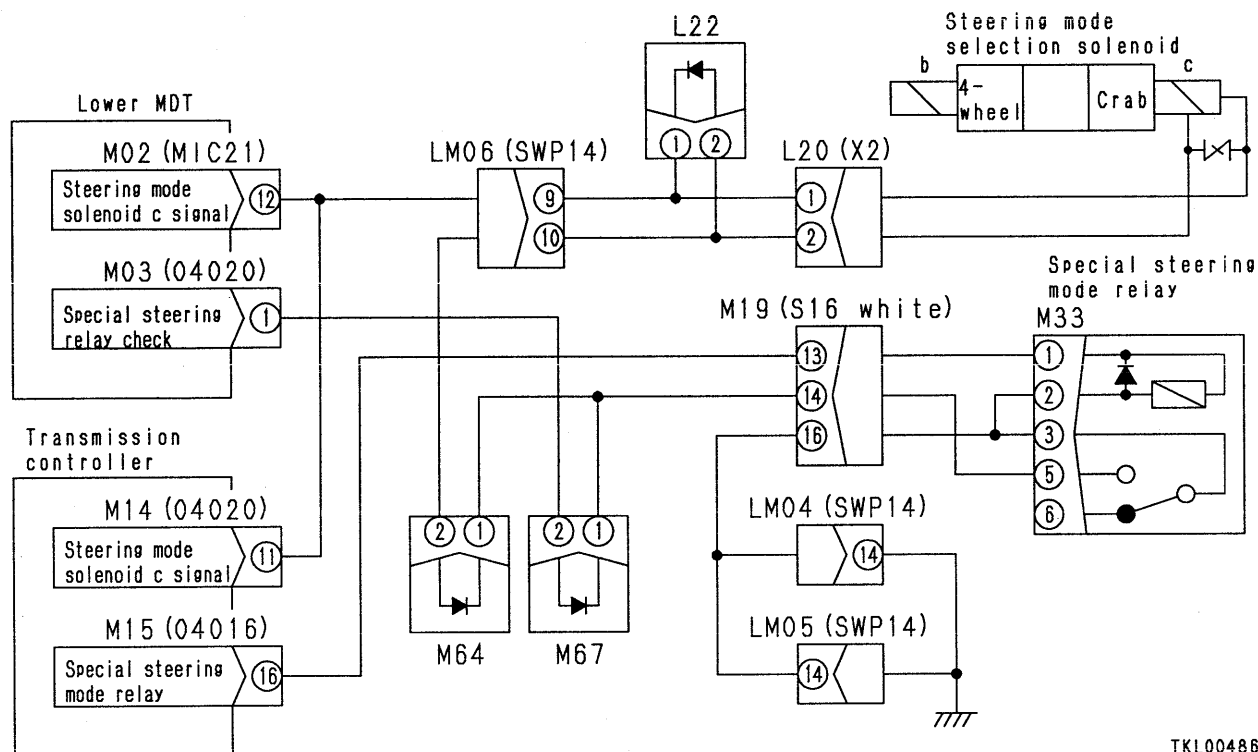 L22
Steering mode
selection solenoid
b
4-
wheel
Crab
c
Lower MDT
M02 (MIC21)
Steering mode
solenoid c signal
12
LM06 (SWP14)
9
10
1
2
L20 (X2)
1
2
M03 (04020)
Special steering
relay check
1
Special steering
mode relay
M19 (S16 white)
13
14
16
M33
1
2
3
5
6
Transmission
controller
M14 (04020)
Steering mode
solenoid c signal
11
M15 (04016)
Special steering
mode relay
16
2
1
M64
2
1
M67
LM04 (SWP14)
14
LM05 (SWP14)
14
TKL00486